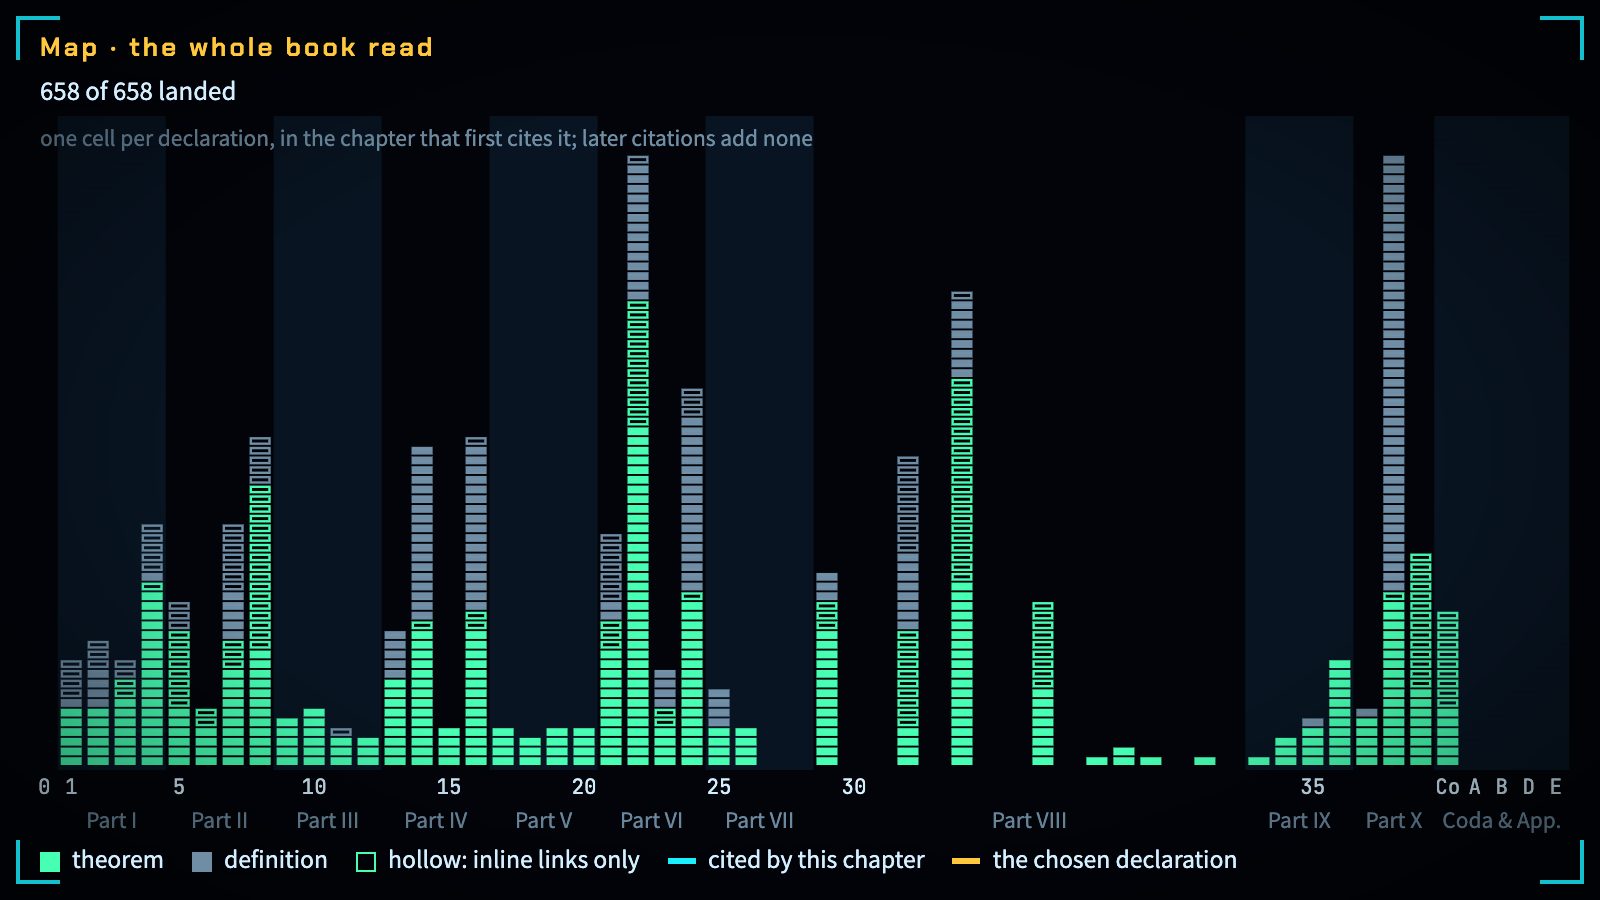 Map · the whole book read
658 of 658 landed
one cell per declaration, in the chapter that first cites it; later citations add none
0 1 5 10 15 20 25 30 35 Co A B D E
Part I Part II Part III Part IV Part V Part VI Part VII Part VIII Part IX Part X Coda & App.
theorem definition hollow: inline links only cited by this chapter the chosen declaration